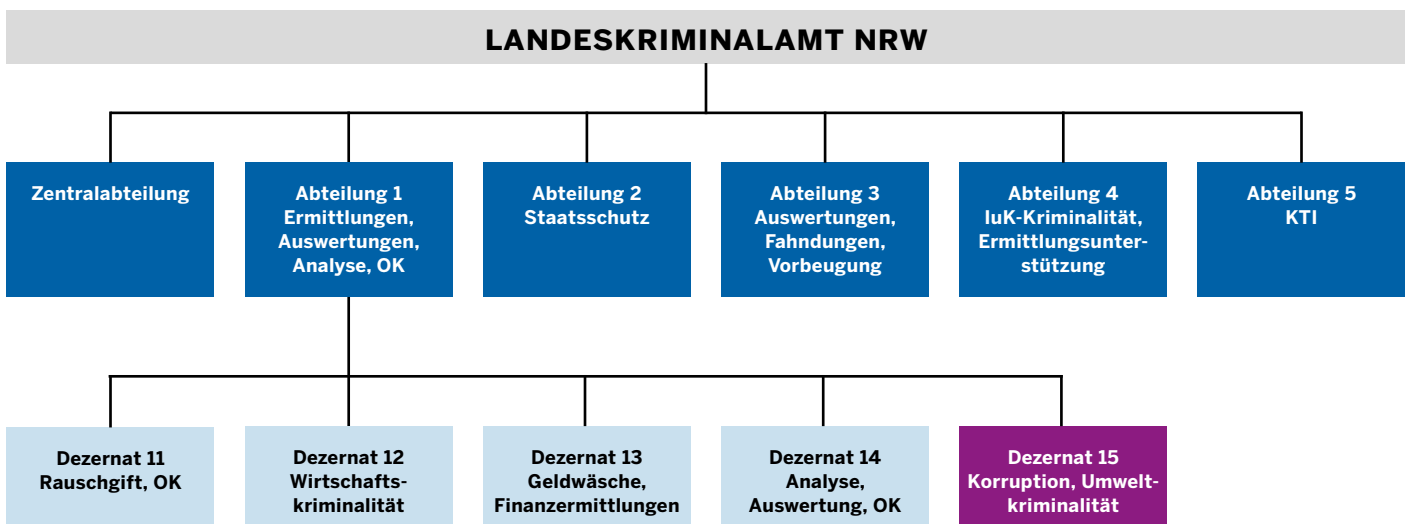 LANDESKRIMINALAMT NRW
Zentralabteilung
Abteilung 1
Ermittlungen,
Auswertungen,
Analyse, OK
Abteilung 2
Staatsschutz
Abteilung 3
Auswertungen,
Fahndungen,
Vorbeugung
Abteilung 4
IuK-Kriminalität,
Ermittlungsunter-
stützung
Abteilung 5
KTI
Dezernat 11
Rauschgift, OK
Dezernat 12
Wirtschafts-
kriminalität
Dezernat 13
Geldwäsche,
Finanzermittlungen
Dezernat 14
Analyse,
Auswertung, OK
Dezernat 15
Korruption, Umwelt-
kriminalität